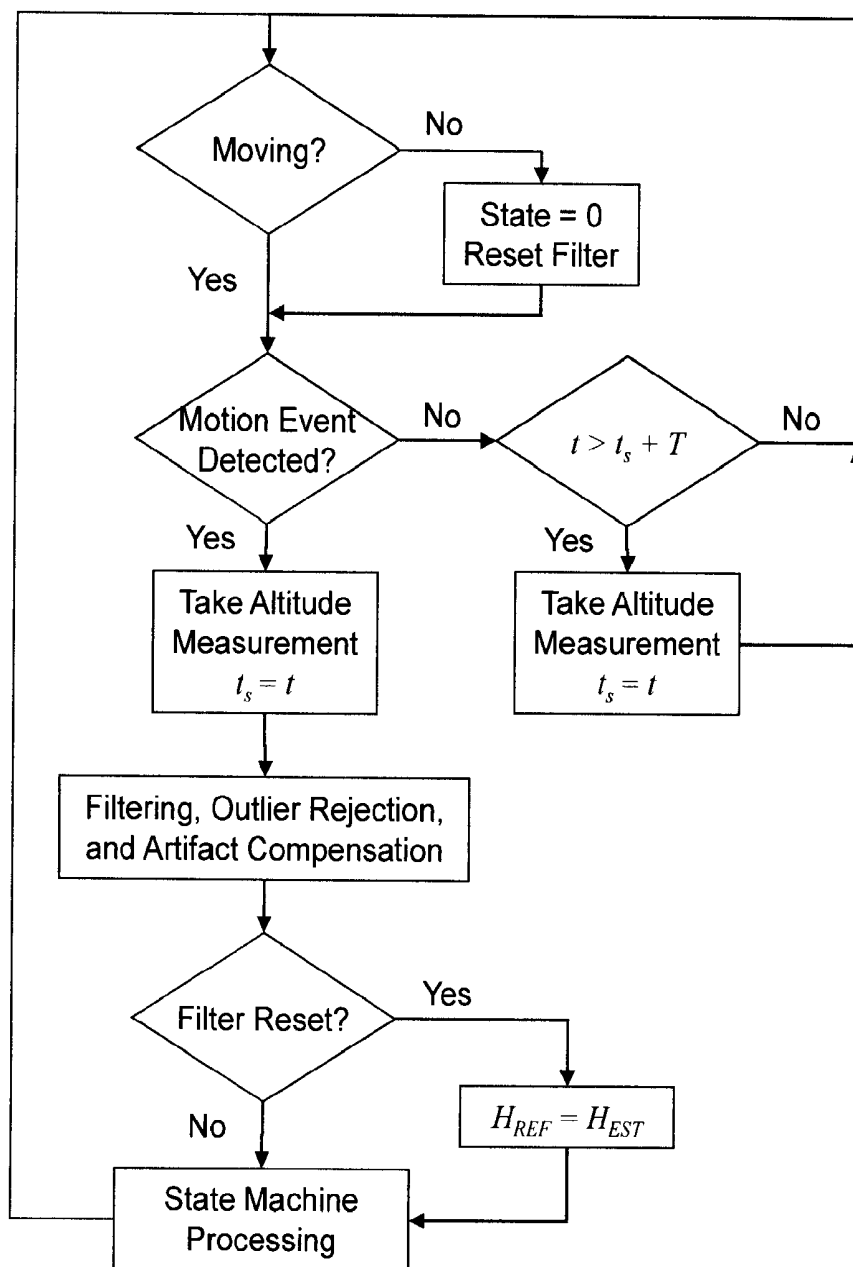 Moving?
No
State = 0
Reset Filter
Yes
Motion Event
Detected?
No
t > t_s + T
No
Yes
Take Altitude
Measurement
t_s = t
Yes
Take Altitude
Measurement
t_s = t
Filtering, Outlier Rejection,
and Artifact Compensation
Filter Reset?
Yes
H_REF = H_EST
No
State Machine
Processing